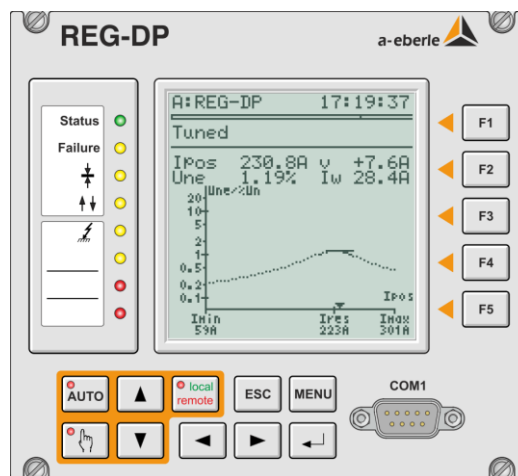 REG-DP
a-eberle
Status
Failure
A:REG-DP 17:19:37
Tuned
Ipos 230.8A v +7.6A
Une 1.19% Iw 28.4A
Une/%Un
20
10
5
2
1
0.5
0.2
0.1
Ipos
IMin Ires IMax
59A 223A 301A
F1
F2
F3
F4
F5
AUTO
local
remote
ESC
MENU
COM1